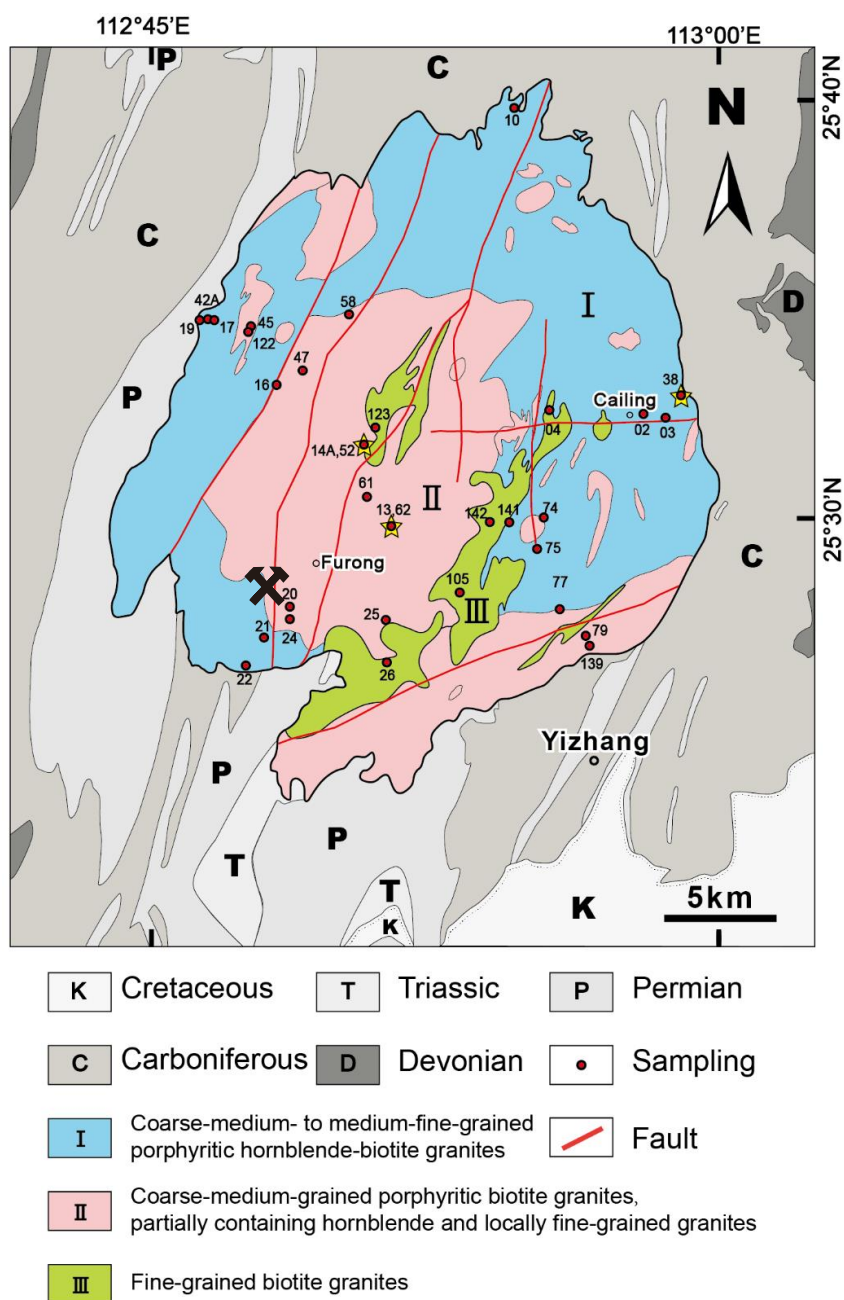 112°45'E
113°00'E
P
C
10
N
25°40'N
C
D
I
42A
19
17
45
122
58
47
16
P
38
Cailing
02
03
04
123
14A,52
61
II
13,62
142
141
74
75
25°30'N
C
Furong
20
24
21
22
25
26
105
III
77
79
139
Yizhang
P
P
T
T
K
K
5km
K Cretaceous
T Triassic
P Permian
C Carboniferous
D Devonian
Sampling
I Coarse-medium- to medium-fine-grained
porphyritic hornblende-biotite granites
Fault
II Coarse-medium-grained porphyritic biotite granites,
partially containing hornblende and locally fine-grained granites
III Fine-grained biotite granites